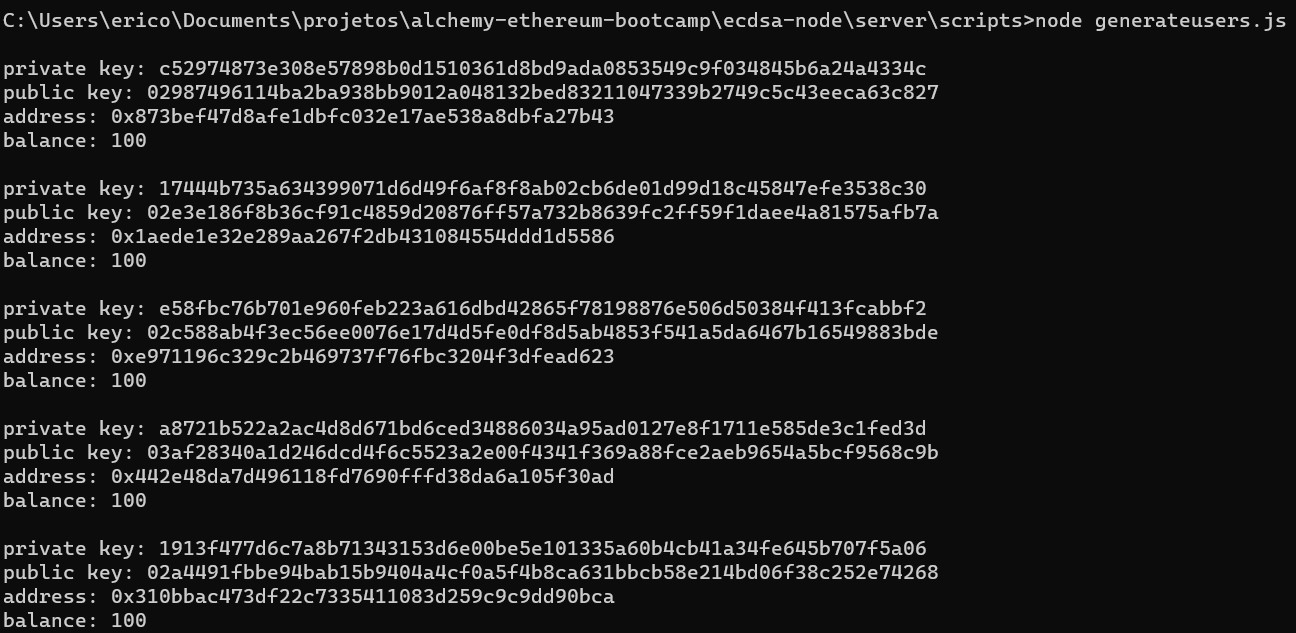 C:\Users\erico\Documents\projetos\alchemy-ethereum-bootcamp\ecdsa-node\server\scripts>node generateusers.js
private key: c52974873e308e57898b0d1510361d8bd9ada0853549c9f034845b6a24a4334c
public key: 02987496114ba2ba938bb9012a048132bed83211047339b2749c5c43eeca63c827
address: 0x873bef47d8afe1dbfc032e17ae538a8dbfa27b43
balance: 100
private key: 17444b735a634399071d6d49f6af8f8ab02cb6de01d99d18c45847efe3538c30
public key: 02e3e186f8b36cf91c4859d20876ff57a732b8639fc2ff59f1daee4a81575afb7a
address: 0x1aede1e32e289aa267f2db431084554ddd1d5586
balance: 100
private key: e58fbc76b701e960feb223a616dbd42865f78198876e506d50384f413fcabbf2
public key: 02c588ab4f3ec56ee0076e17d4d5fe0df8d5ab4853f541a5da6467b16549883bde
address: 0xe971196c329c2b469737f76fbc3204f3dfead623
balance: 100
private key: a8721b522a2ac4d8d671bd6ced34886034a95ad0127e8f1711e585de3c1fed3d
public key: 03af28340a1d246dcd4f6c5523a2e00f4341f369a88fce2aeb9654a5bcf9568c9b
address: 0x442e48da7d496118fd7690fffd38da6a105f30ad
balance: 100
private key: 1913f477d6c7a8b71343153d6e00be5e101335a60b4cb41a34fe645b707f5a06
public key: 02a4491fbbe94bab15b9404a4cf0a5f4b8ca631bbcb58e214bd06f38c252e74268
address: 0x310bbac473df22c7335411083d259c9c9dd90bca
balance: 100